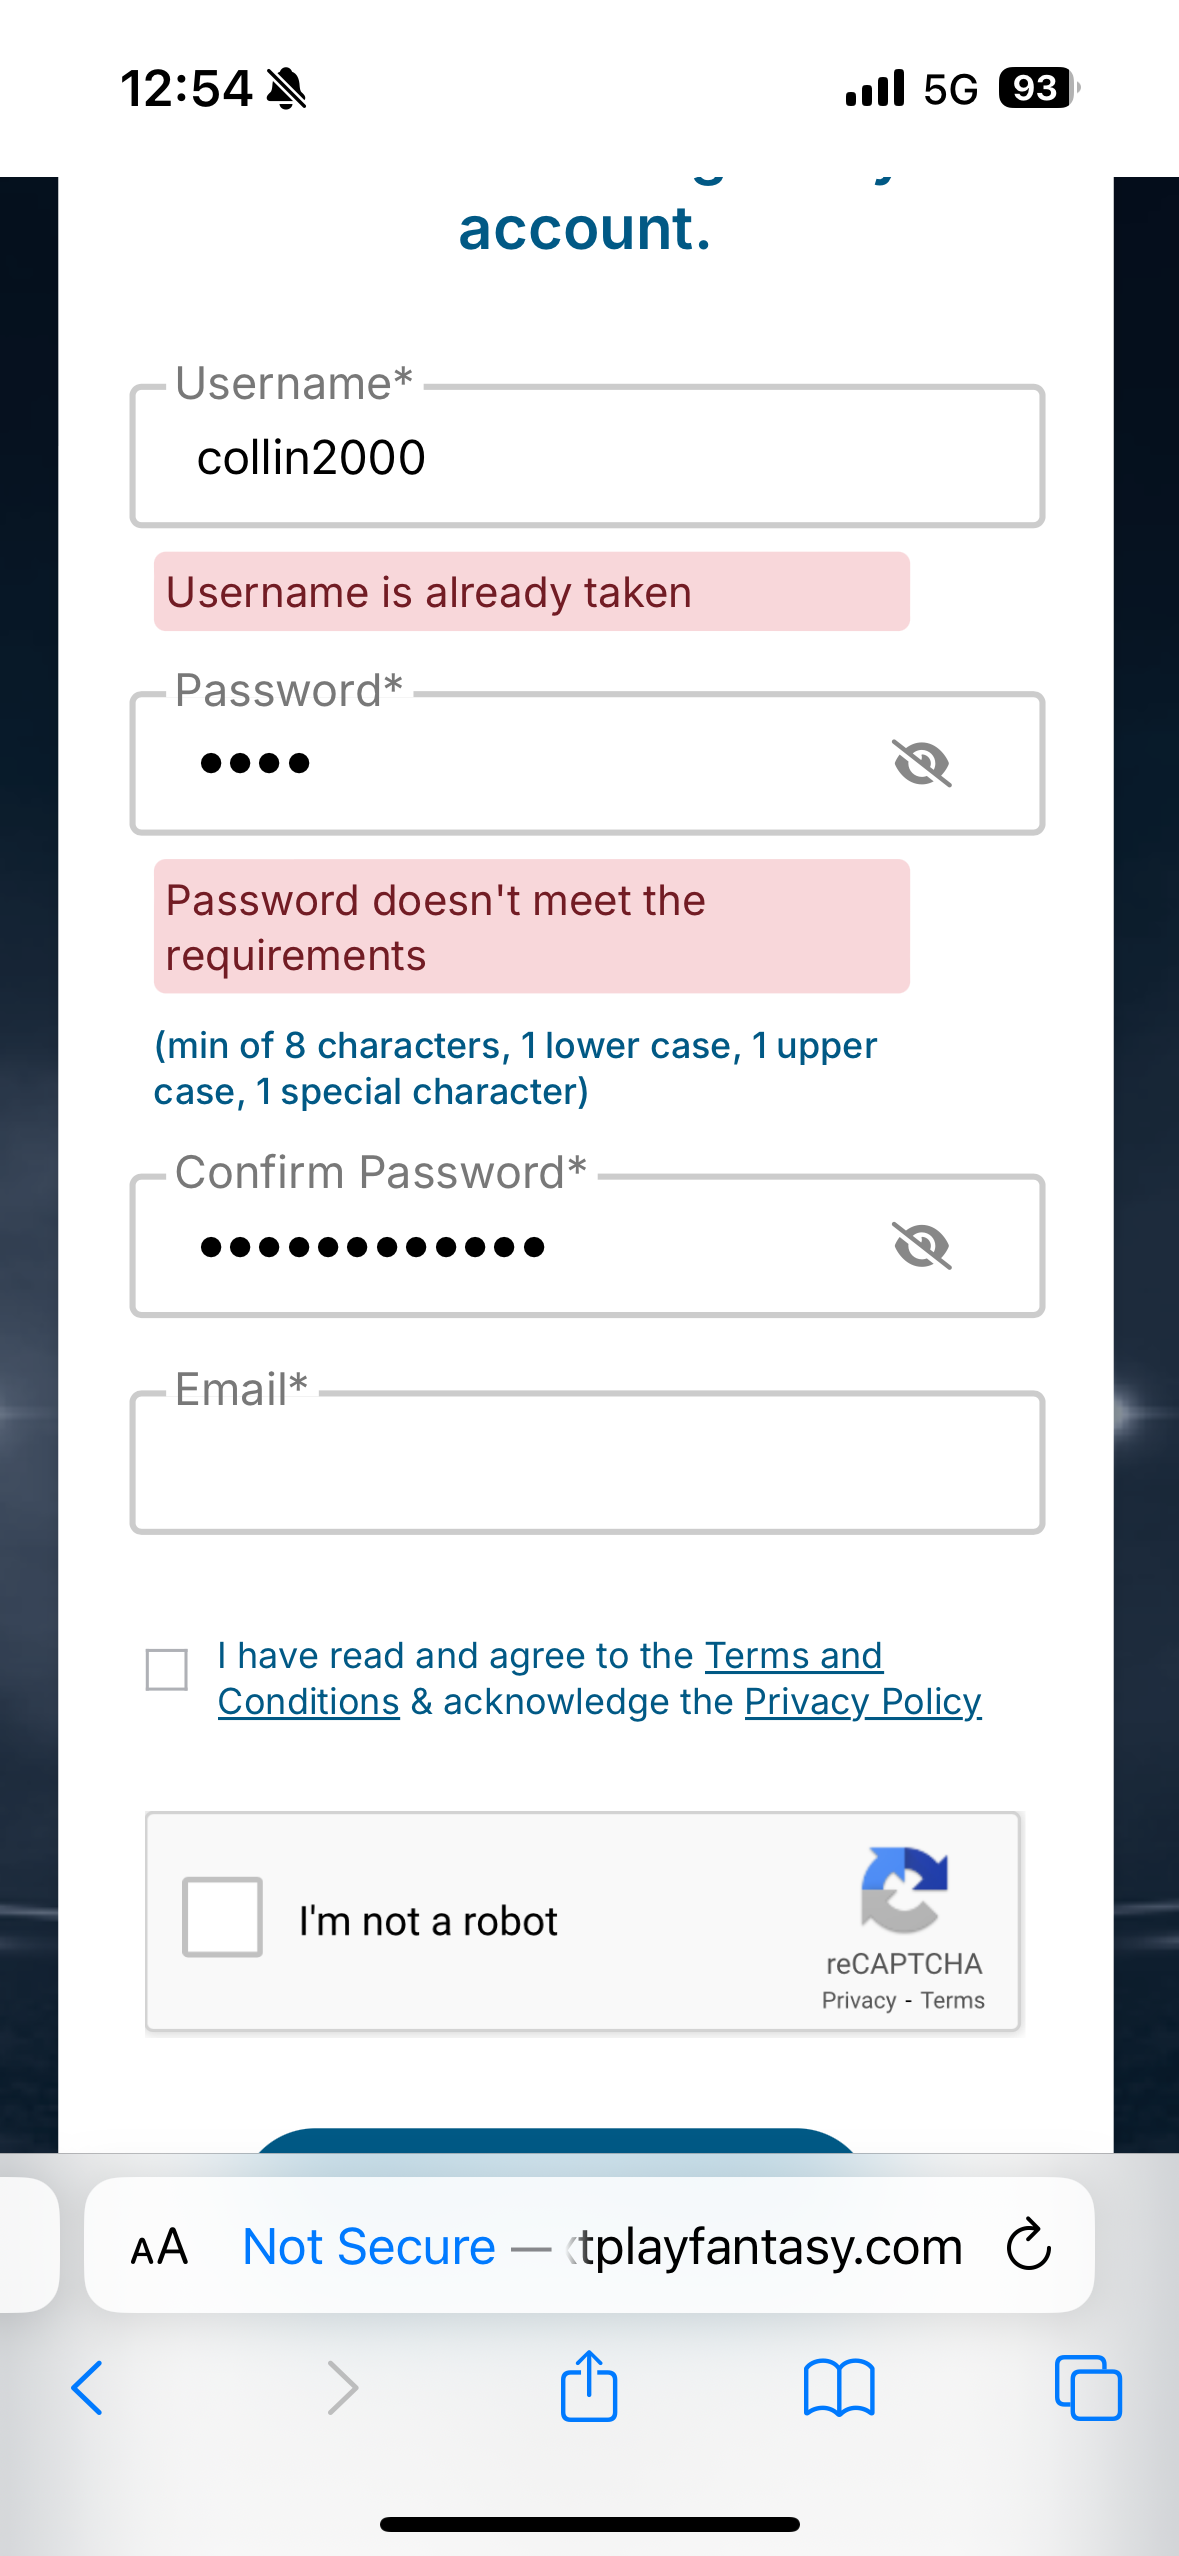 12:54 5G 93
account.
Username*
collin2000
Username is already taken
Password*
••••
Password doesn't meet the
requirements
(min of 8 characters, 1 lower case, 1 upper
case, 1 special character)
Confirm Password*
••••••••••••
Email*
I have read and agree to the Terms and
Conditions & acknowledge the Privacy Policy
I'm not a robot
reCAPTCHA
Privacy - Terms
AA Not Secure — tplayfantasy.com